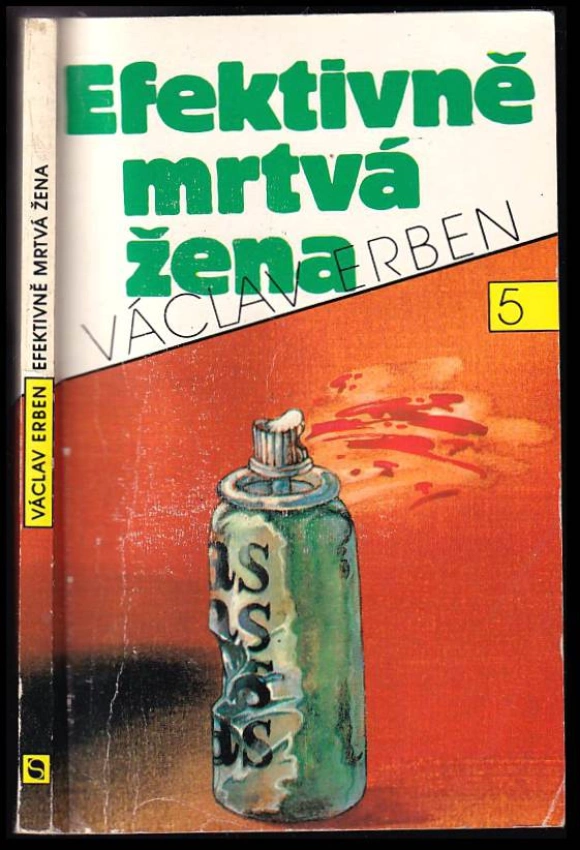 Efektivně
mrtvá
žena
VÁCLAV ERBEN
5
VÁCLAV ERBEN EFEKTIVNĚ MRTVÁ ŽENA
S